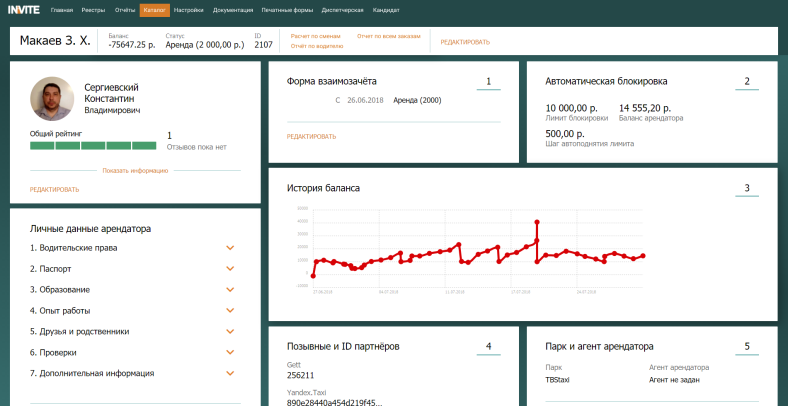 INVITE
Главная Реестры Отчёты Каталог Настройки Документация Печатные формы Диспетчерская Кандидат
Макаев З. Х.
Баланс
-75647.25 р.
Статус
Аренда (2 000,00 р.)
ID
2107
Расчет по сменам
Отчет по всем заказам
Отчёт по водителю
РЕДАКТИРОВАТЬ
Сергиевский
Константин
Владимирович
Общий рейтинг
1
Отзывов пока нет
Показать информацию
РЕДАКТИРОВАТЬ
Личные данные арендатора
1. Водительские права
2. Паспорт
3. Образование
4. Опыт работы
5. Друзья и родственники
6. Проверки
7. Дополнительная информация
Форма взаимозачёта
1
С 26.06.2018 Аренда (2000)
РЕДАКТИРОВАТЬ
Автоматическая блокировка
2
10 000,00 р.
Лимит блокировки
14 555,20 р.
Баланс арендатора
500,00 р.
Шаг автоподнятия лимита
История баланса
3
50000
40000
30000
20000
10000
0
-10000
27.06.2018 04.07.2018 11.07.2018 17.07.2018 24.07.2018
Позывные и ID партнёров
4
Gett
256211
Yandex.Taxi
890e28440a454d219f45...
Парк и агент арендатора
5
Парк
TBStaxi
Агент арендатора
Агент не задан